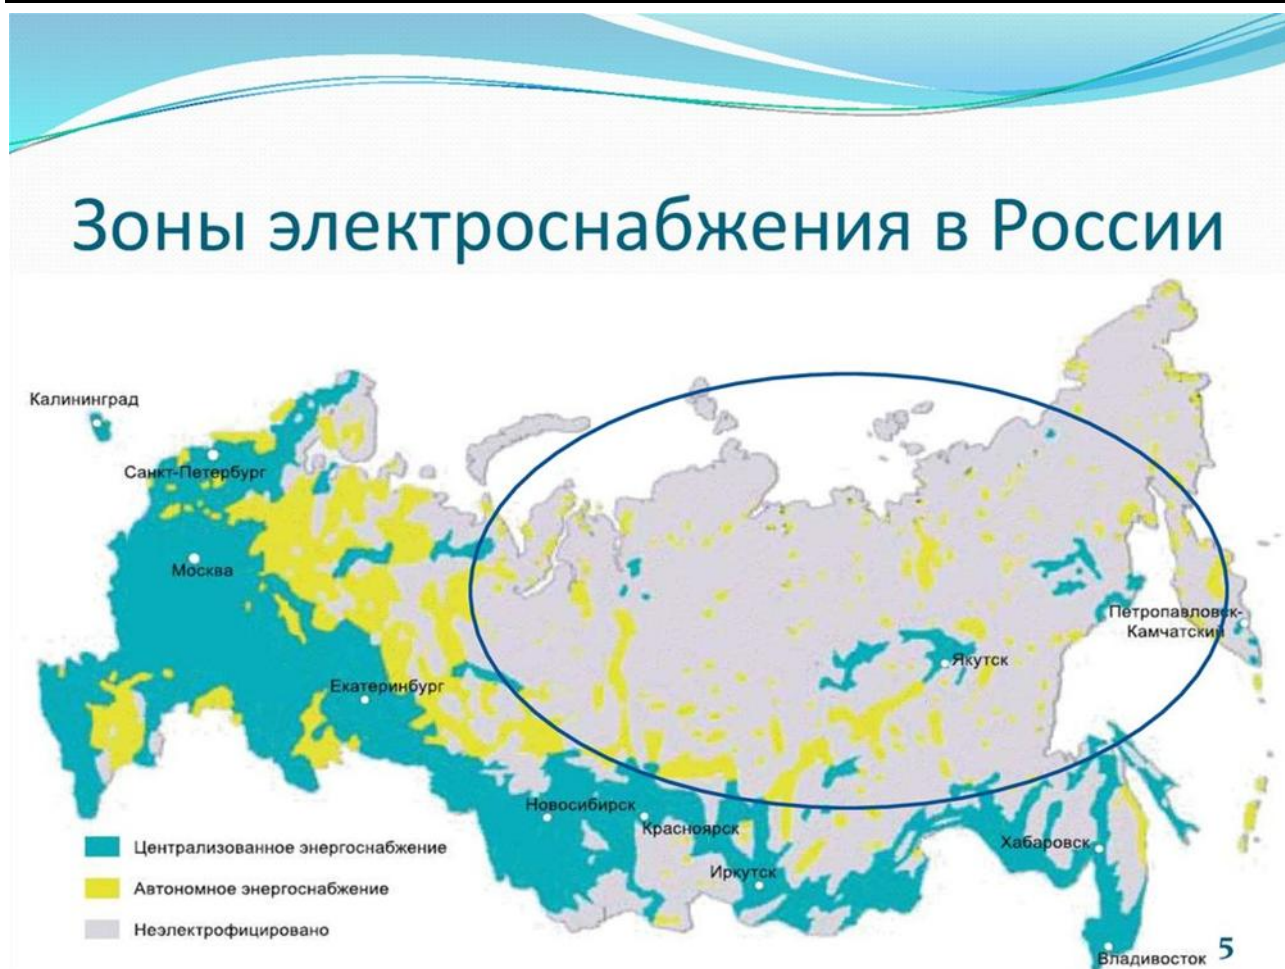 Зоны электроснабжения в России
Калининград
Санкт-Петербург
Москва
Петропавловск-
Камчатский
Якутск
Екатеринбург
Новосибирск
Красноярск
Хабаровск
Иркутск
Централизованное энергоснабжение
Автономное энергоснабжение
Неэлектрофицировано
Владивосток
5